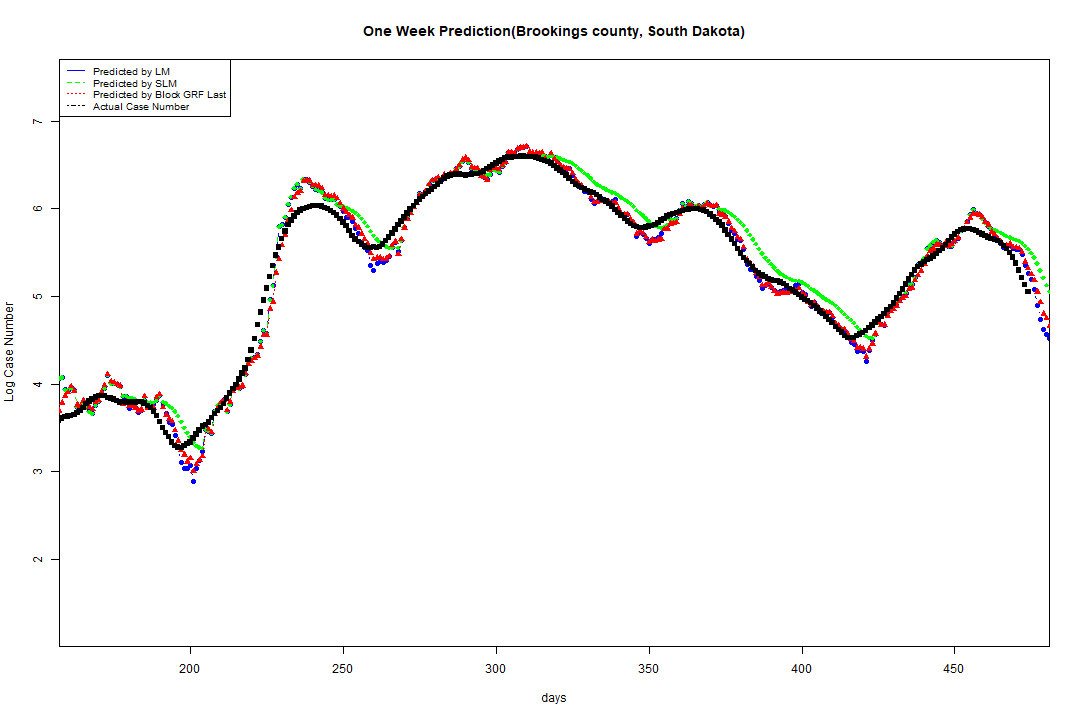 One Week Prediction(Brookings county, South Dakota)
Predicted by LM
Predicted by SLM
Predicted by Block GRF Last
Actual Case Number
7
6
5
4
3
2
Log Case Number
200 250 300 350 400 450
days